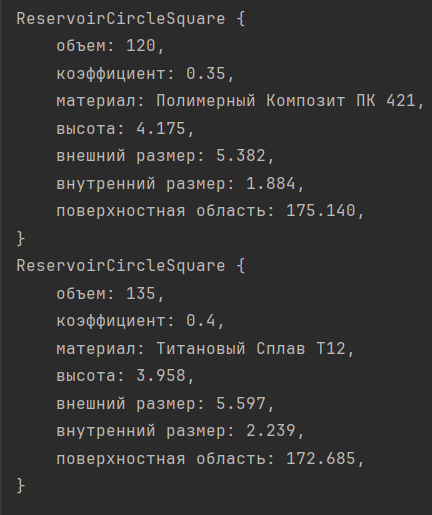 ReservoirCircleSquare {
    объем: 120,
    коэффициент: 0.35,
    материал: Полимерный Композит ПК 421,
    высота: 4.175,
    внешний размер: 5.382,
    внутренний размер: 1.884,
    поверхностная область: 175.140,
}
ReservoirCircleSquare {
    объем: 135,
    коэффициент: 0.4,
    материал: Титановый Сплав Т12,
    высота: 3.958,
    внешний размер: 5.597,
    внутренний размер: 2.239,
    поверхностная область: 172.685,
}